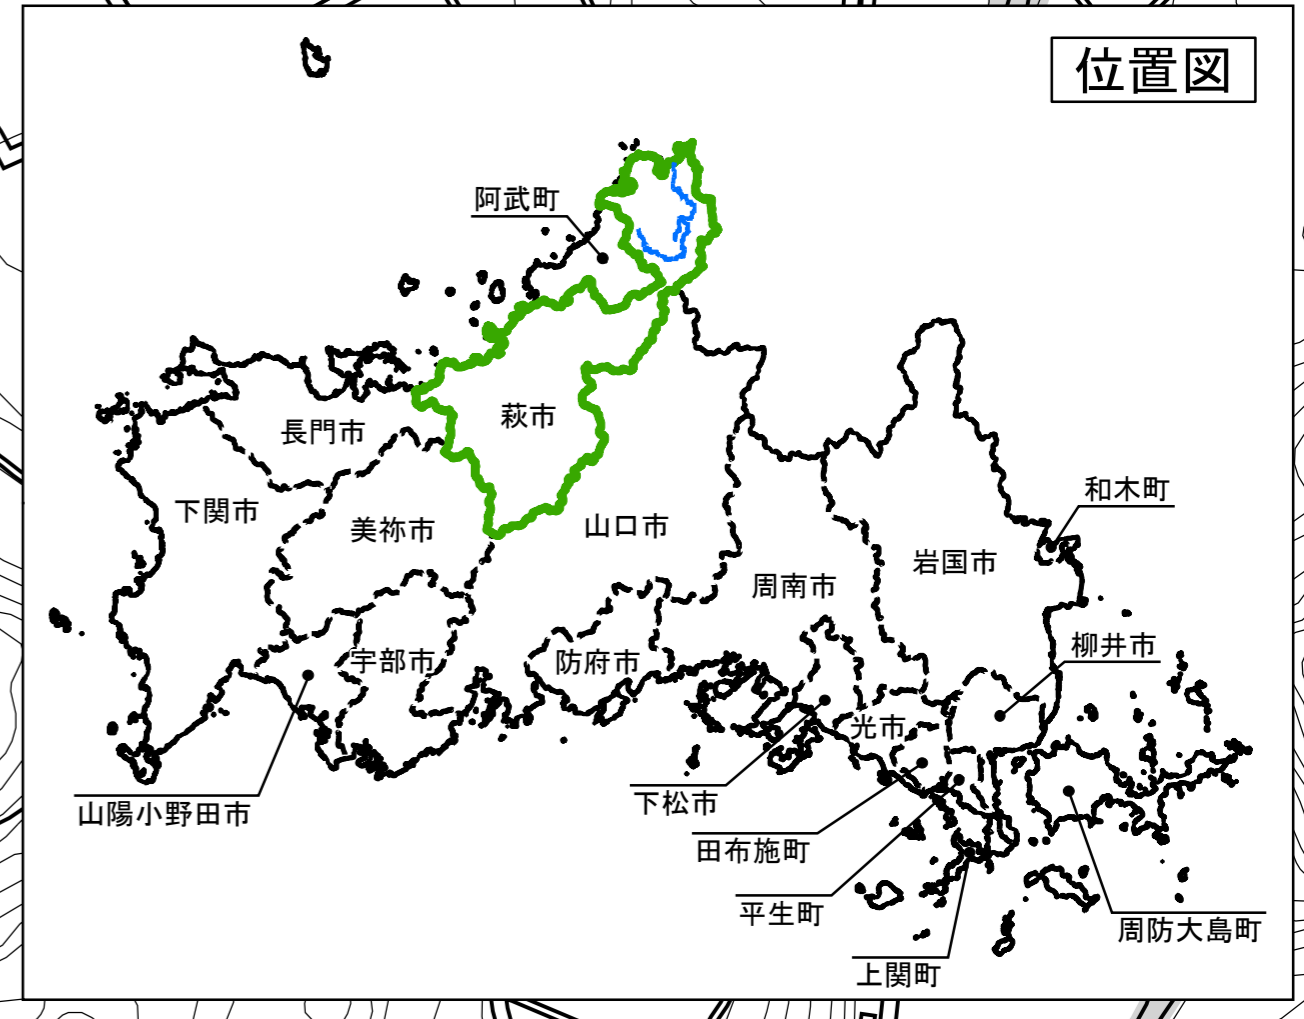 位置図
阿武町
萩市
長門市
下関市
美祢市
山口市
和木町
岩国市
周南市
柳井市
宇部市
防府市
光市
山陽小野田市
下松市
田布施町
平生町
周防大島町
上関町